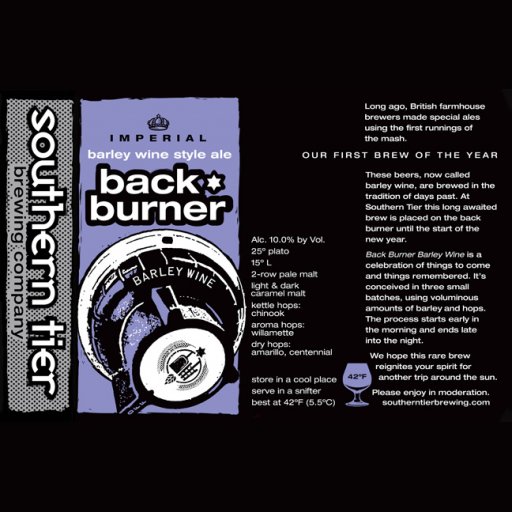 southern tier
brewing company
IMPERIAL
barley wine style ale
back
burner
BARLEY WINE
Alc. 10.0% by Vol.
25º plato
15º L
2-row pale malt
light & dark
caramel malt
kettle hops:
chinook
aroma hops:
willamette
dry hops:
amarillo, centennial
store in a cool place
serve in a snifter
best at 42ºF (5.5ºC)
Long ago, British farmhouse
brewers made special ales
using the first runnings of
the mash.
OUR FIRST BREW OF THE YEAR
These beers, now called
barley wine, are brewed in the
tradition of days past. At
Southern Tier this long awaited
brew is placed on the back
burner until the start of the
new year.
Back Burner Barley Wine is a
celebration of things to come
and things remembered. It's
conceived in three small
batches, using voluminous
amounts of barley and hops.
The process starts early in
the morning and ends late
into the night.
We hope this rare brew
reignites your spirit for
another trip around the sun.
42ºF
Please enjoy in moderation.
southerntierbrewing.com